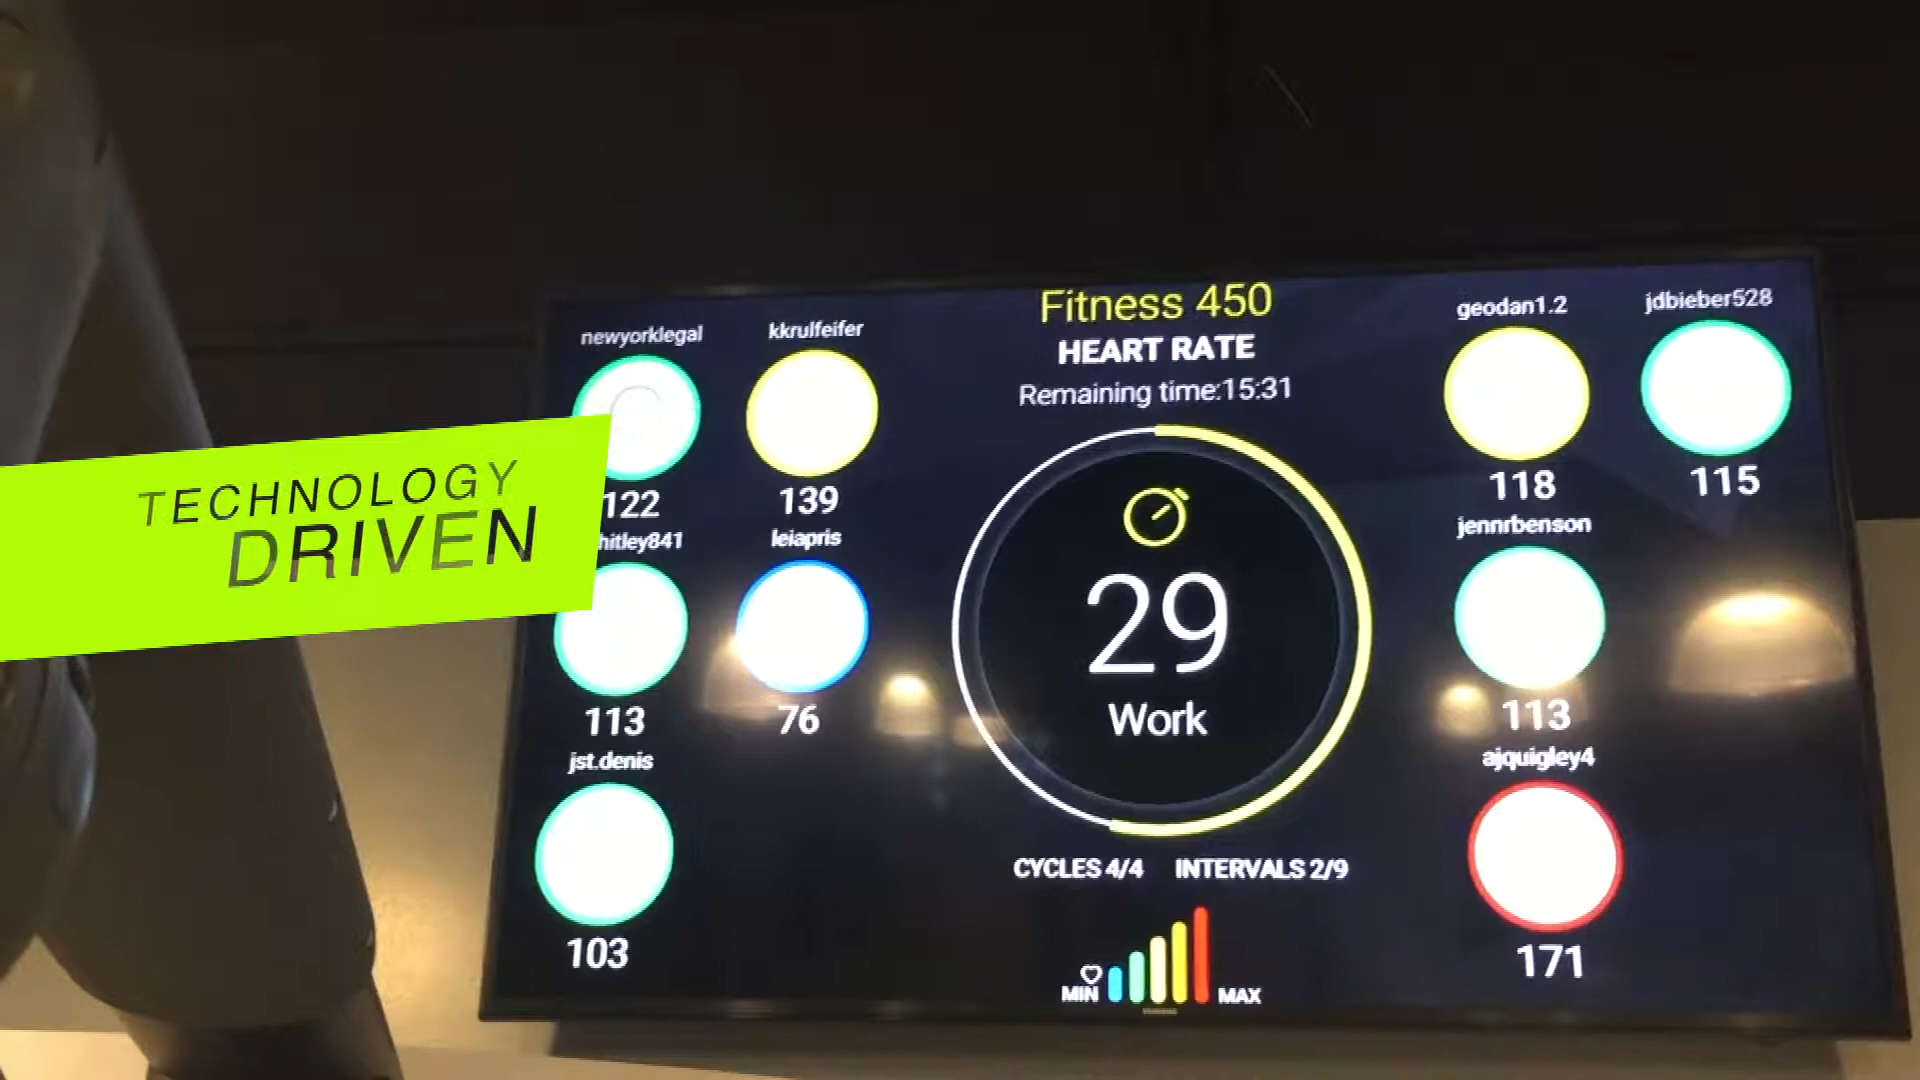 Fitness 450
HEART RATE
Remaining time:15:31
newyorklegal
kkrulfeifer
122
139
hitley841
leiapris
113
76
jst.denis
103
29
Work
CYCLES 4/4 INTERVALS 2/9
MIN MAX
geodan1.2
jdbieber528
118
115
jennrbenson
113
ajquigley4
171
TECHNOLOGY
DRIVEN